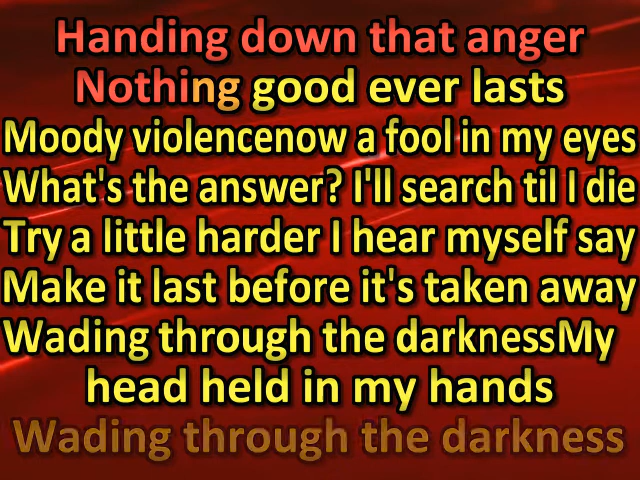 Handing down that anger
Nothing good ever lasts
Moody violencenow a fool in my eyes
What's the answer? I'll search til I die
Try a little harder I hear myself say
Make it last before it's taken away
Wading through the darknessMy
head held in my hands
Wading through the darkness